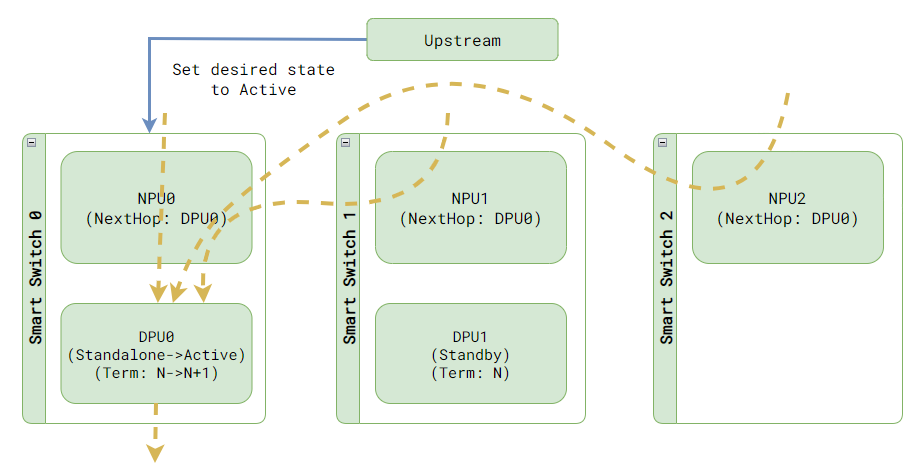 Upstream
Set desired state
to Active
Smart Switch 0
NPU0
(NextHop: DPU0)
DPU0
(Standalone->Active)
(Term: N->N+1)
Smart Switch 1
NPU1
(NextHop: DPU0)
DPU1
(Standby)
(Term: N)
Smart Switch 2
NPU2
(NextHop: DPU0)